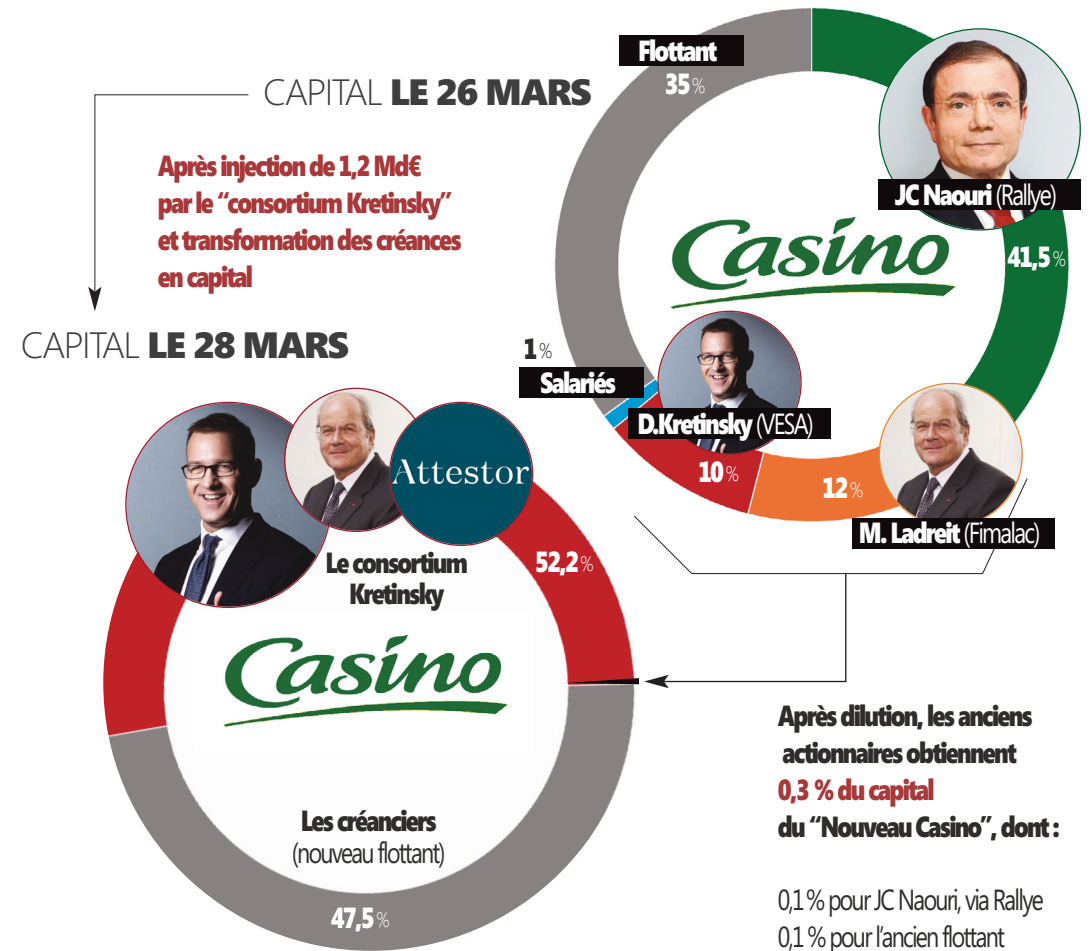 CAPITAL LE 26 MARS
Flottant
35%
JC Naouri (Rallye)
41,5%
Casino
Après injection de 1,2 Md€
par le “consortium Kretinsky”
et transformation des créances
en capital
1%
Salariés
D.Kretinsky (VESA)
10%
12%
M. Ladreit (Fimalac)
CAPITAL LE 28 MARS
Attestor
Le consortium
Kretinsky
52,2%
Casino
Les créanciers
(nouveau flottant)
47,5%
Après dilution, les anciens
actionnaires obtiennent
0,3 % du capital
du “Nouveau Casino”, dont :
0,1 % pour JC Naouri, via Rallye
0,1 % pour l’ancien flottant